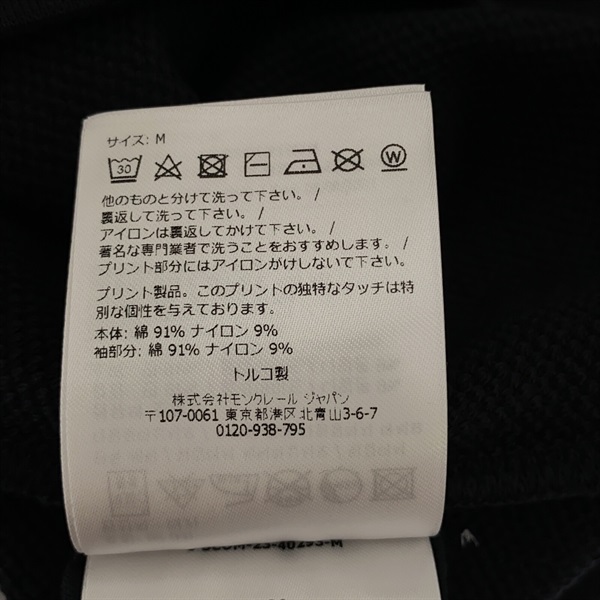 サイズ: M
30 W
他のものと分けて洗って下さい。 /
裏返して洗って下さい。 /
アイロンは裏返してかけて下さい。 /
著名な専門業者で洗うことをおすすめします。 /
プリント部分にはアイロンがけしないで下さい。
プリント製品。このプリントの独特なタッチは特
別な個性を与えております。
本体: 綿 91% ナイロン 9%
袖部分: 綿 91% ナイロン 9%
トルコ製
株式会社モンクレール ジャパン
〒107-0061 東京都港区北青山3-6-7
0120-938-795